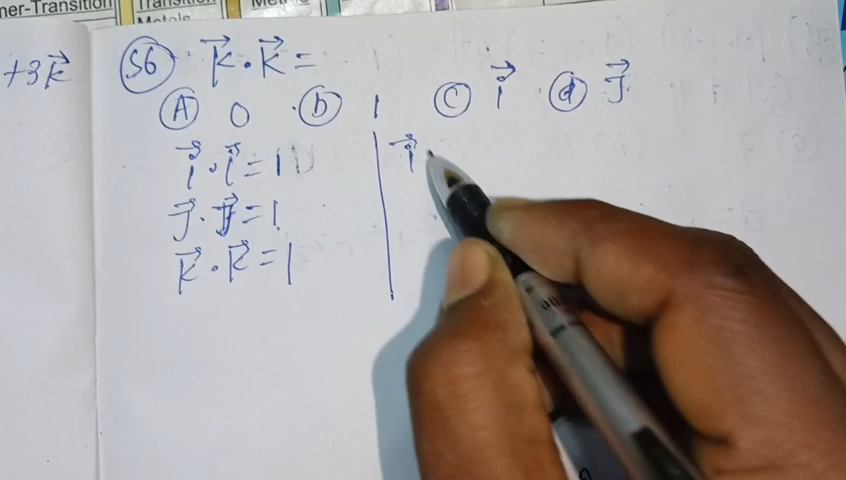 ner-Transition Transition Metals
+3k⃗
(56) k⃗ · k⃗ =
(A) 0 (b) 1 (c) i⃗ (d) j⃗
i⃗ · i⃗ = 1
j⃗ · j⃗ = 1
k⃗ · k⃗ = 1
i⃗